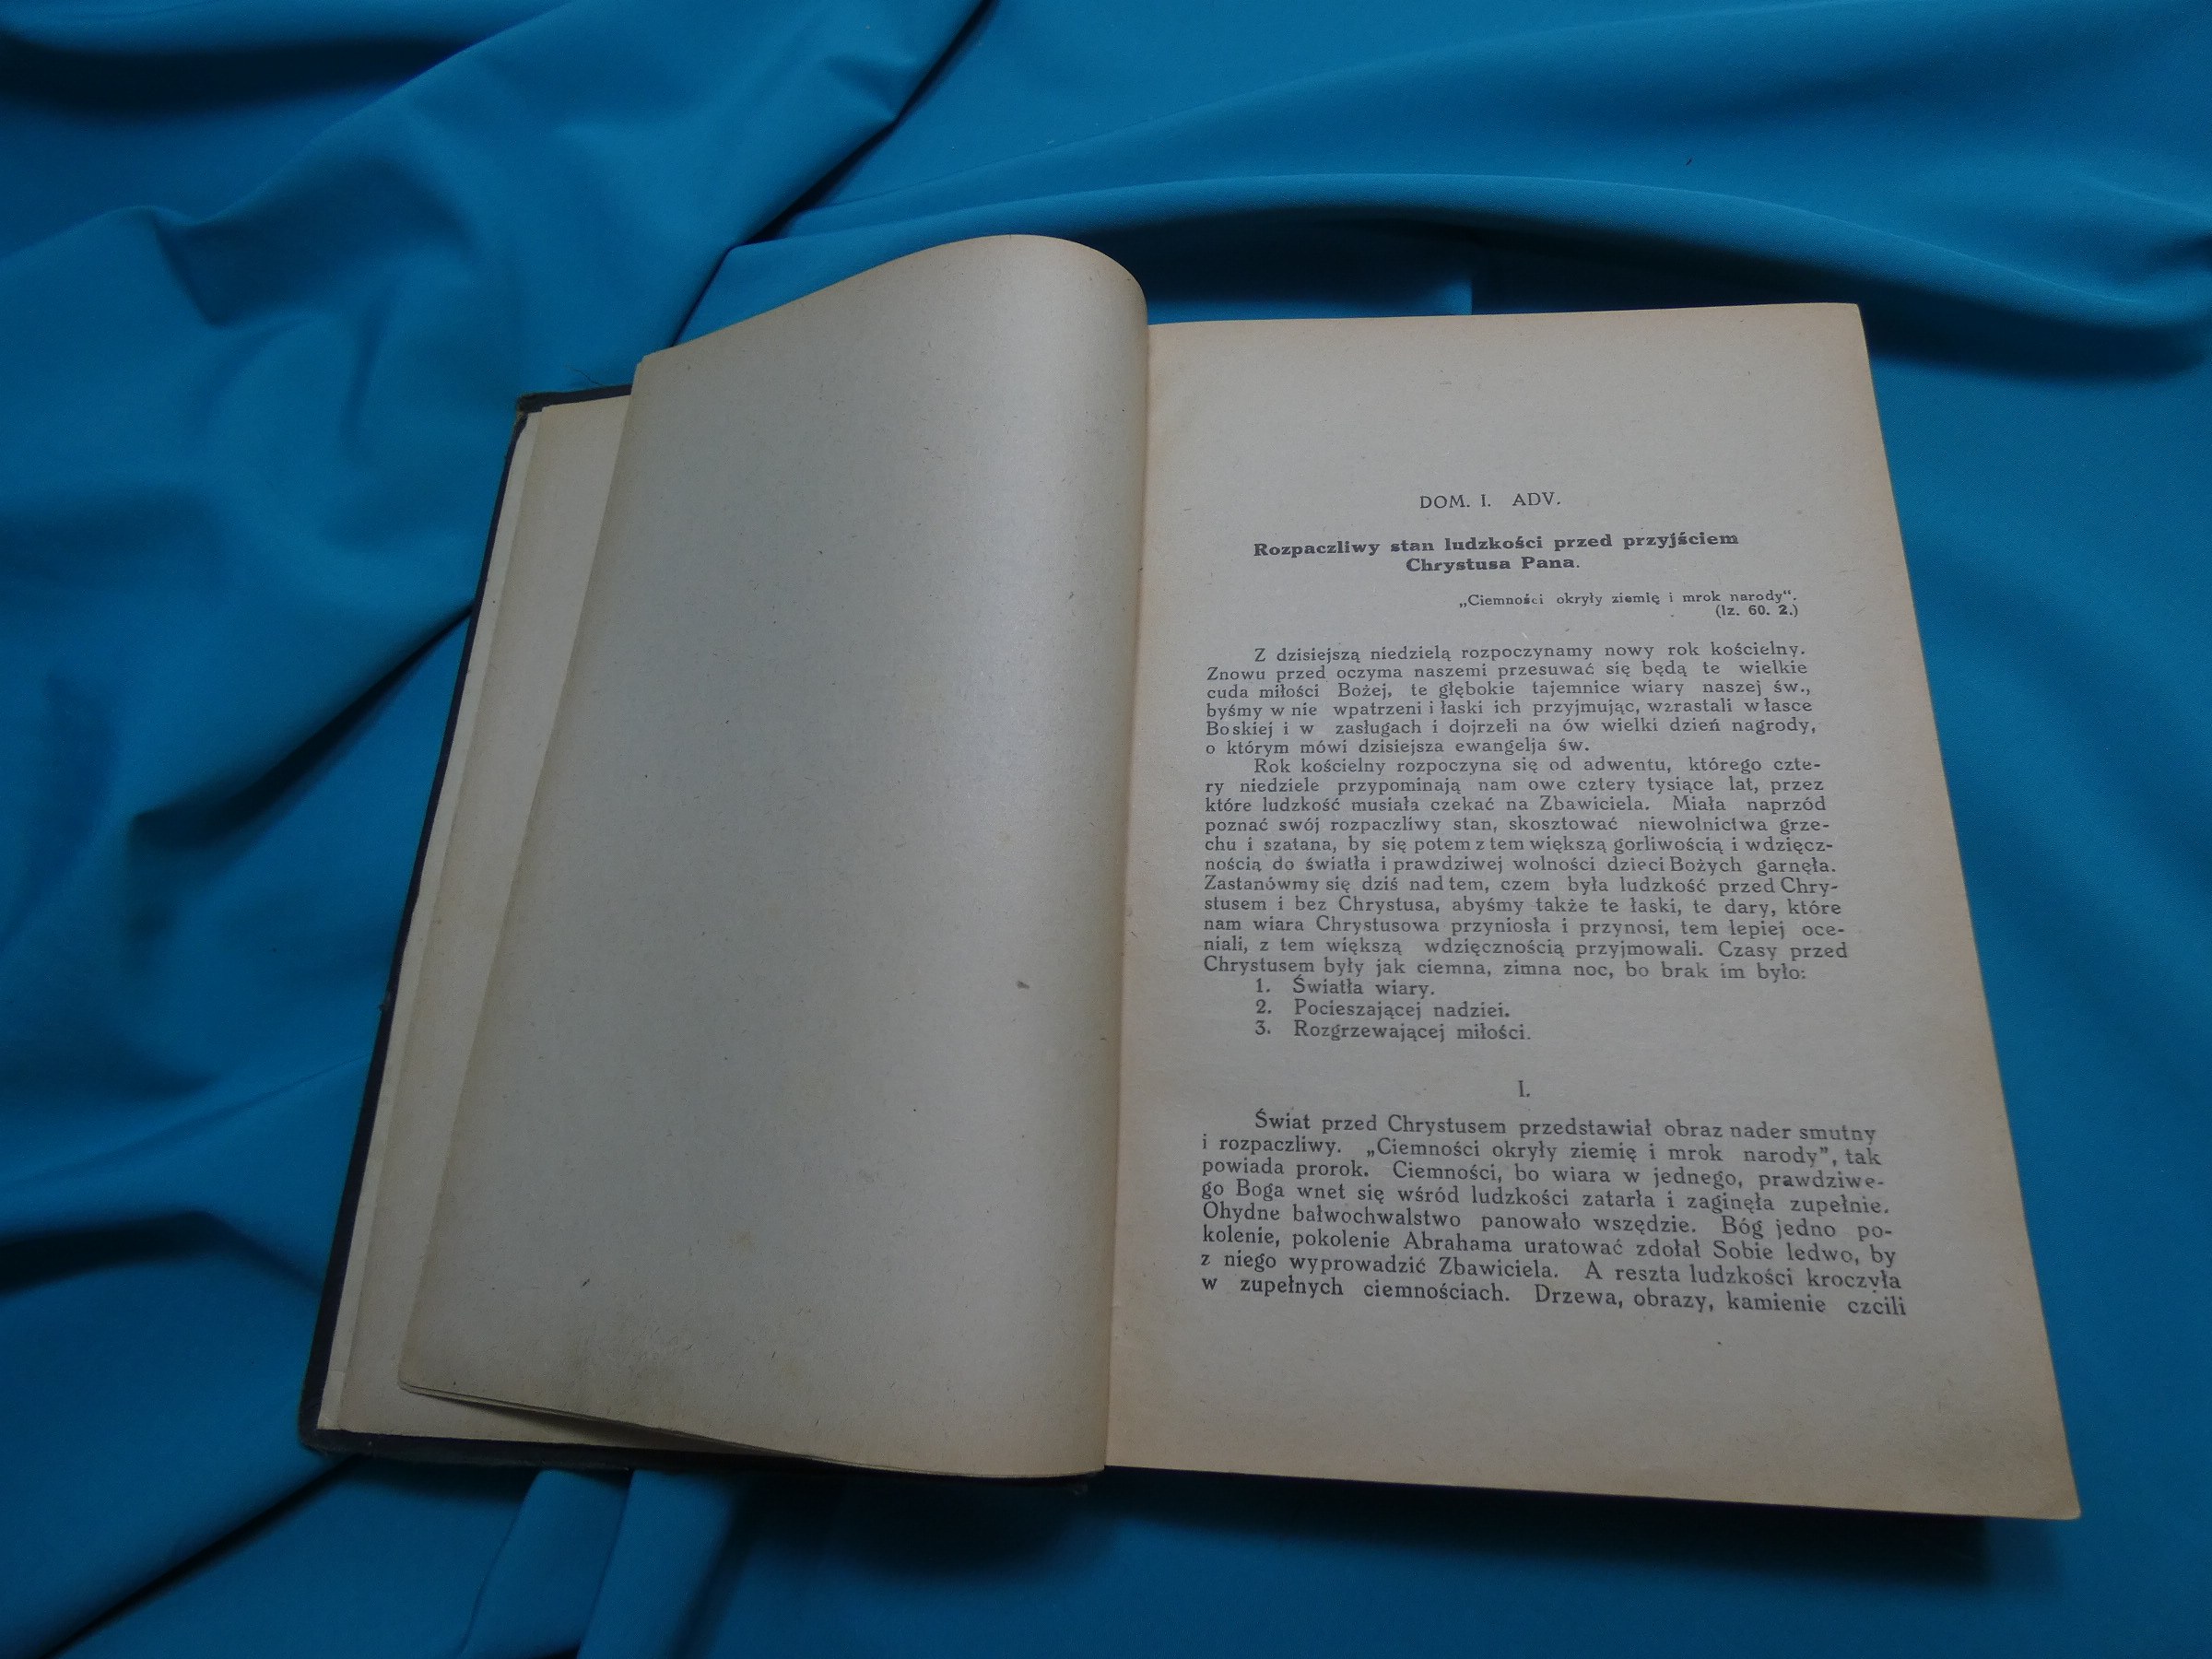 DOM. I. ADV.
Rozpaczliwy stan ludzkości przed przyjściem
Chrystusa Pana.
„Ciemności okryły ziemię i mrok narody“.
(Iz. 60. 2.)
Z dzisiejszą niedzielą rozpoczynamy nowy rok kościelny.
Znowu przed oczyma naszemi przesuwać się będą te wielkie
cuda miłości Bożej, te głębokie tajemnice wiary naszej św.,
byśmy w nie wpatrzeni i łaski ich przyjmując, wzrastali w łasce
Boskiej i w zasługach i dojrzeli na ów wielki dzień nagrody,
o którym mówi dzisiejsza ewangelja św.
Rok kościelny rozpoczyna się od adwentu, którego czte-
ry niedziele przypominają nam owe cztery tysiące lat, przez
które ludzkość musiała czekać na Zbawiciela. Miała naprzód
poznać swój rozpaczliwy stan, skosztować niewolnictwa grze-
chu i szatana, by się potem z tem większą gorliwością i wdzięcz-
nością do światła i prawdziwej wolności dzieci Bożych garnęła.
Zastanówmy się dziś nad tem, czem była ludzkość przed Chry-
stusem i bez Chrystusa, abyśmy także te łaski, te dary, które
nam wiara Chrystusowa przyniosła i przynosi, tem lepiej oce-
niali, z tem większą wdzięcznością przyjmowali. Czasy przed
Chrystusem były jak ciemna, zimna noc, bo brak im było:
1. Światła wiary.
2. Pocieszającej nadziei.
3. Rozgrzewającej miłości.
I.
Świat przed Chrystusem przedstawiał obraz nader smutny
i rozpaczliwy. „Ciemności okryły ziemię i mrok narody”, tak
powiada prorok. Ciemności, bo wiara w jednego, prawdziwe-
go Boga wnet się wśród ludzkości zatarła i zaginęła zupełnie.
Ohydne bałwochwalstwo panowało wszędzie. Bóg jedno po-
kolenie, pokolenie Abrahama uratować zdołał Sobie ledwo, by
z niego wyprowadzić Zbawiciela. A reszta ludzkości kroczyła
w zupełnych ciemnościach. Drzewa, obrazy, kamienie czcili